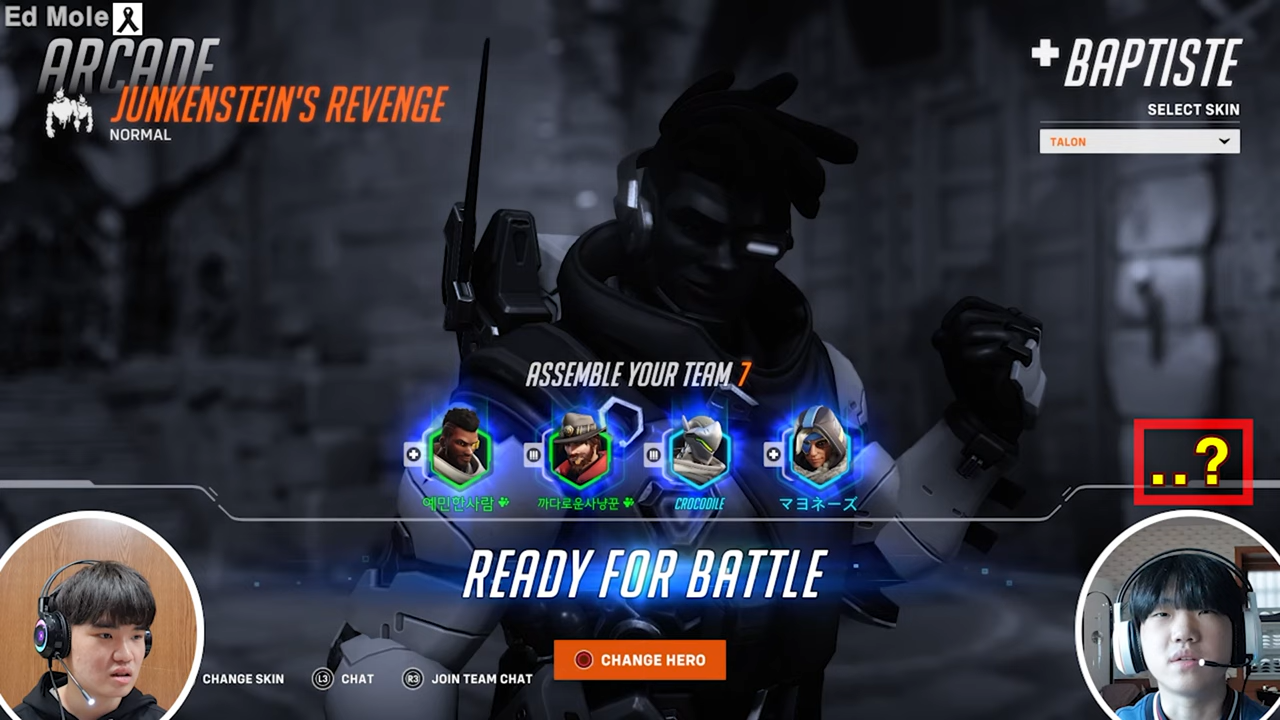 Ed Mole
ARCADE
JUNKENSTEIN'S REVENGE
NORMAL
BAPTISTE
SELECT SKIN
TALON
ASSEMBLE YOUR TEAM 7
예민한사람
까다로운사냥꾼
CROCODILE
マヨネーズ
..?
READY FOR BATTLE
CHANGE HERO
CHANGE SKIN
L3 CHAT
R3 JOIN TEAM CHAT